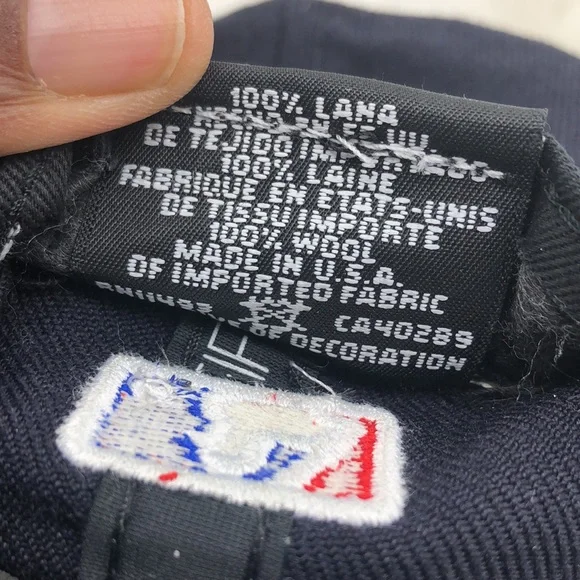 100% LANA
DE TEJIDO
100% LAINE
FABRIQUE EN ETATS-UNIS
DE TISSU IMPORTE
100% WOOL
MADE IN U.S.A.
OF IMPORTED FABRIC
CA40289
OF DECORATION